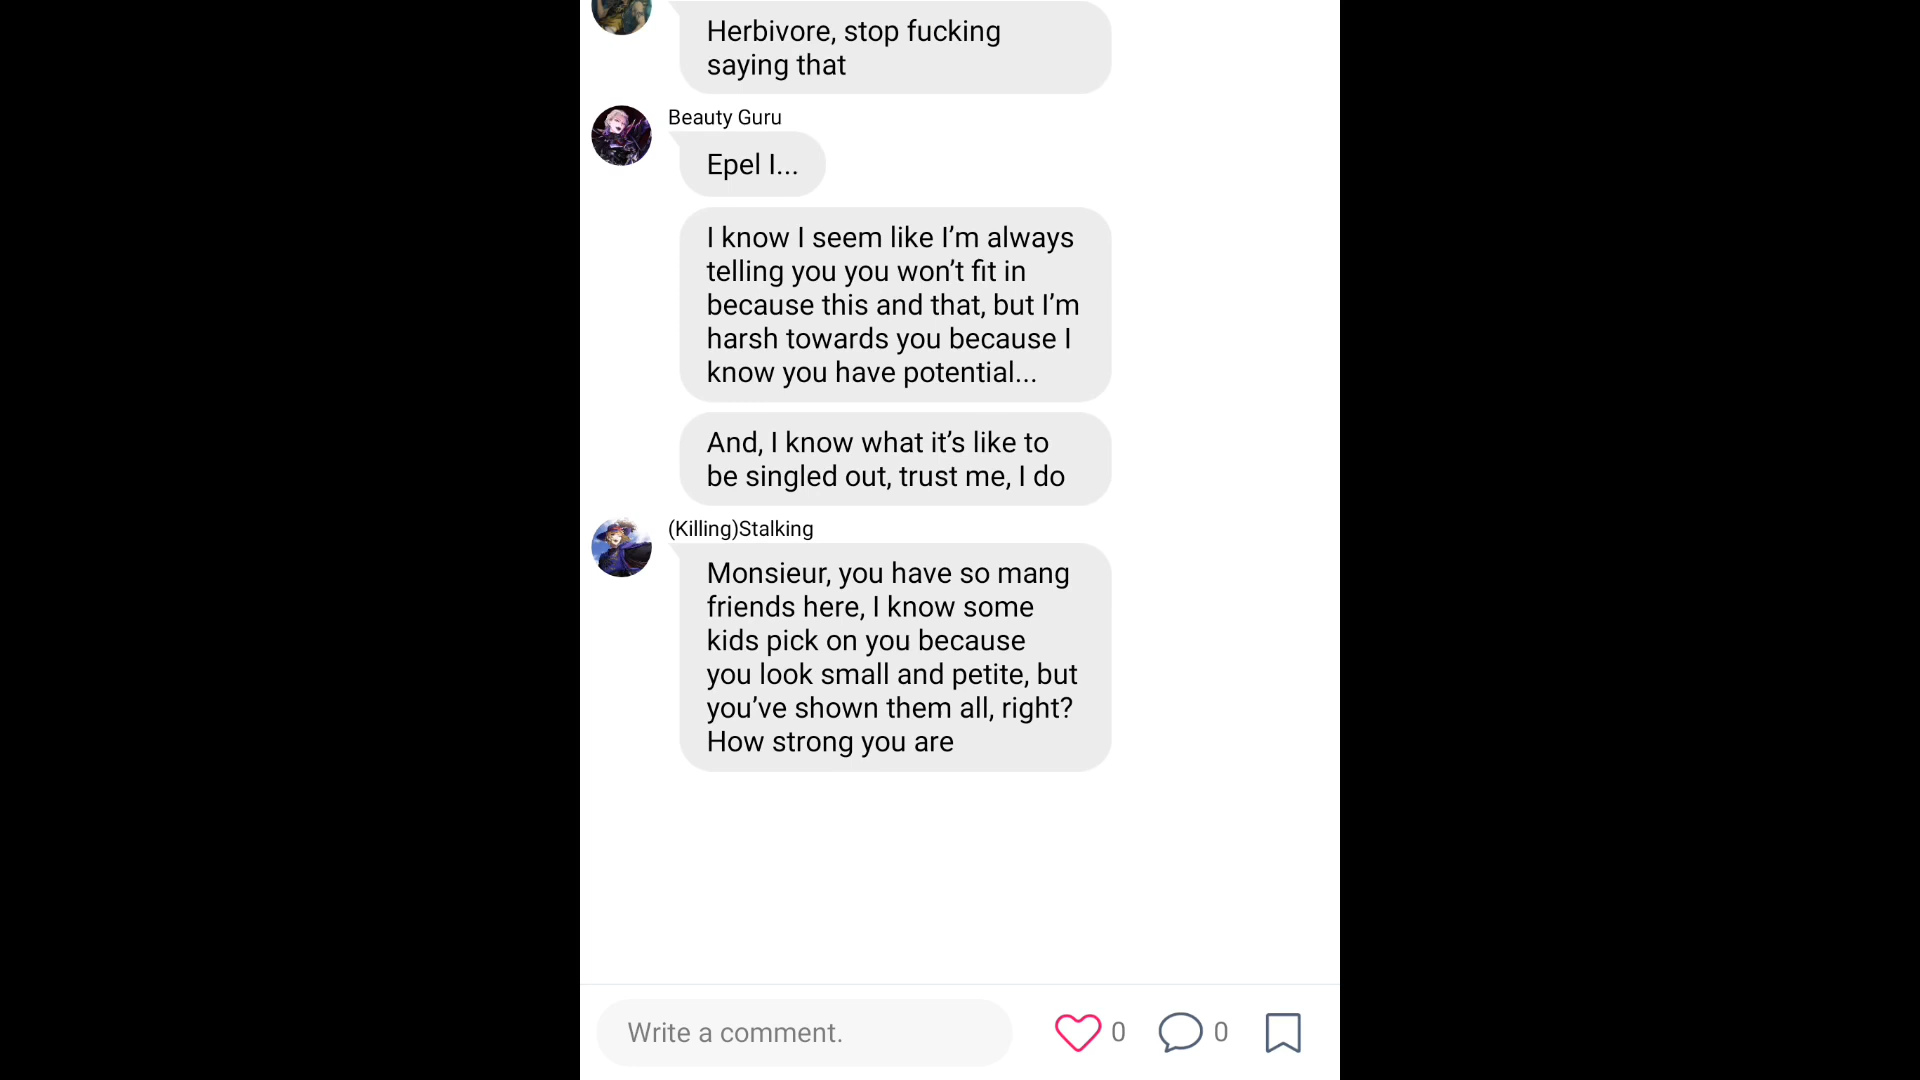 Herbivore, stop fucking
saying that
Beauty Guru
Epel I...
I know I seem like I’m always
telling you you won’t fit in
because this and that, but I’m
harsh towards you because I
know you have potential...
And, I know what it’s like to
be singled out, trust me, I do
(Killing)Stalking
Monsieur, you have so mang
friends here, I know some
kids pick on you because
you look small and petite, but
you’ve shown them all, right?
How strong you are
Write a comment.
0
0